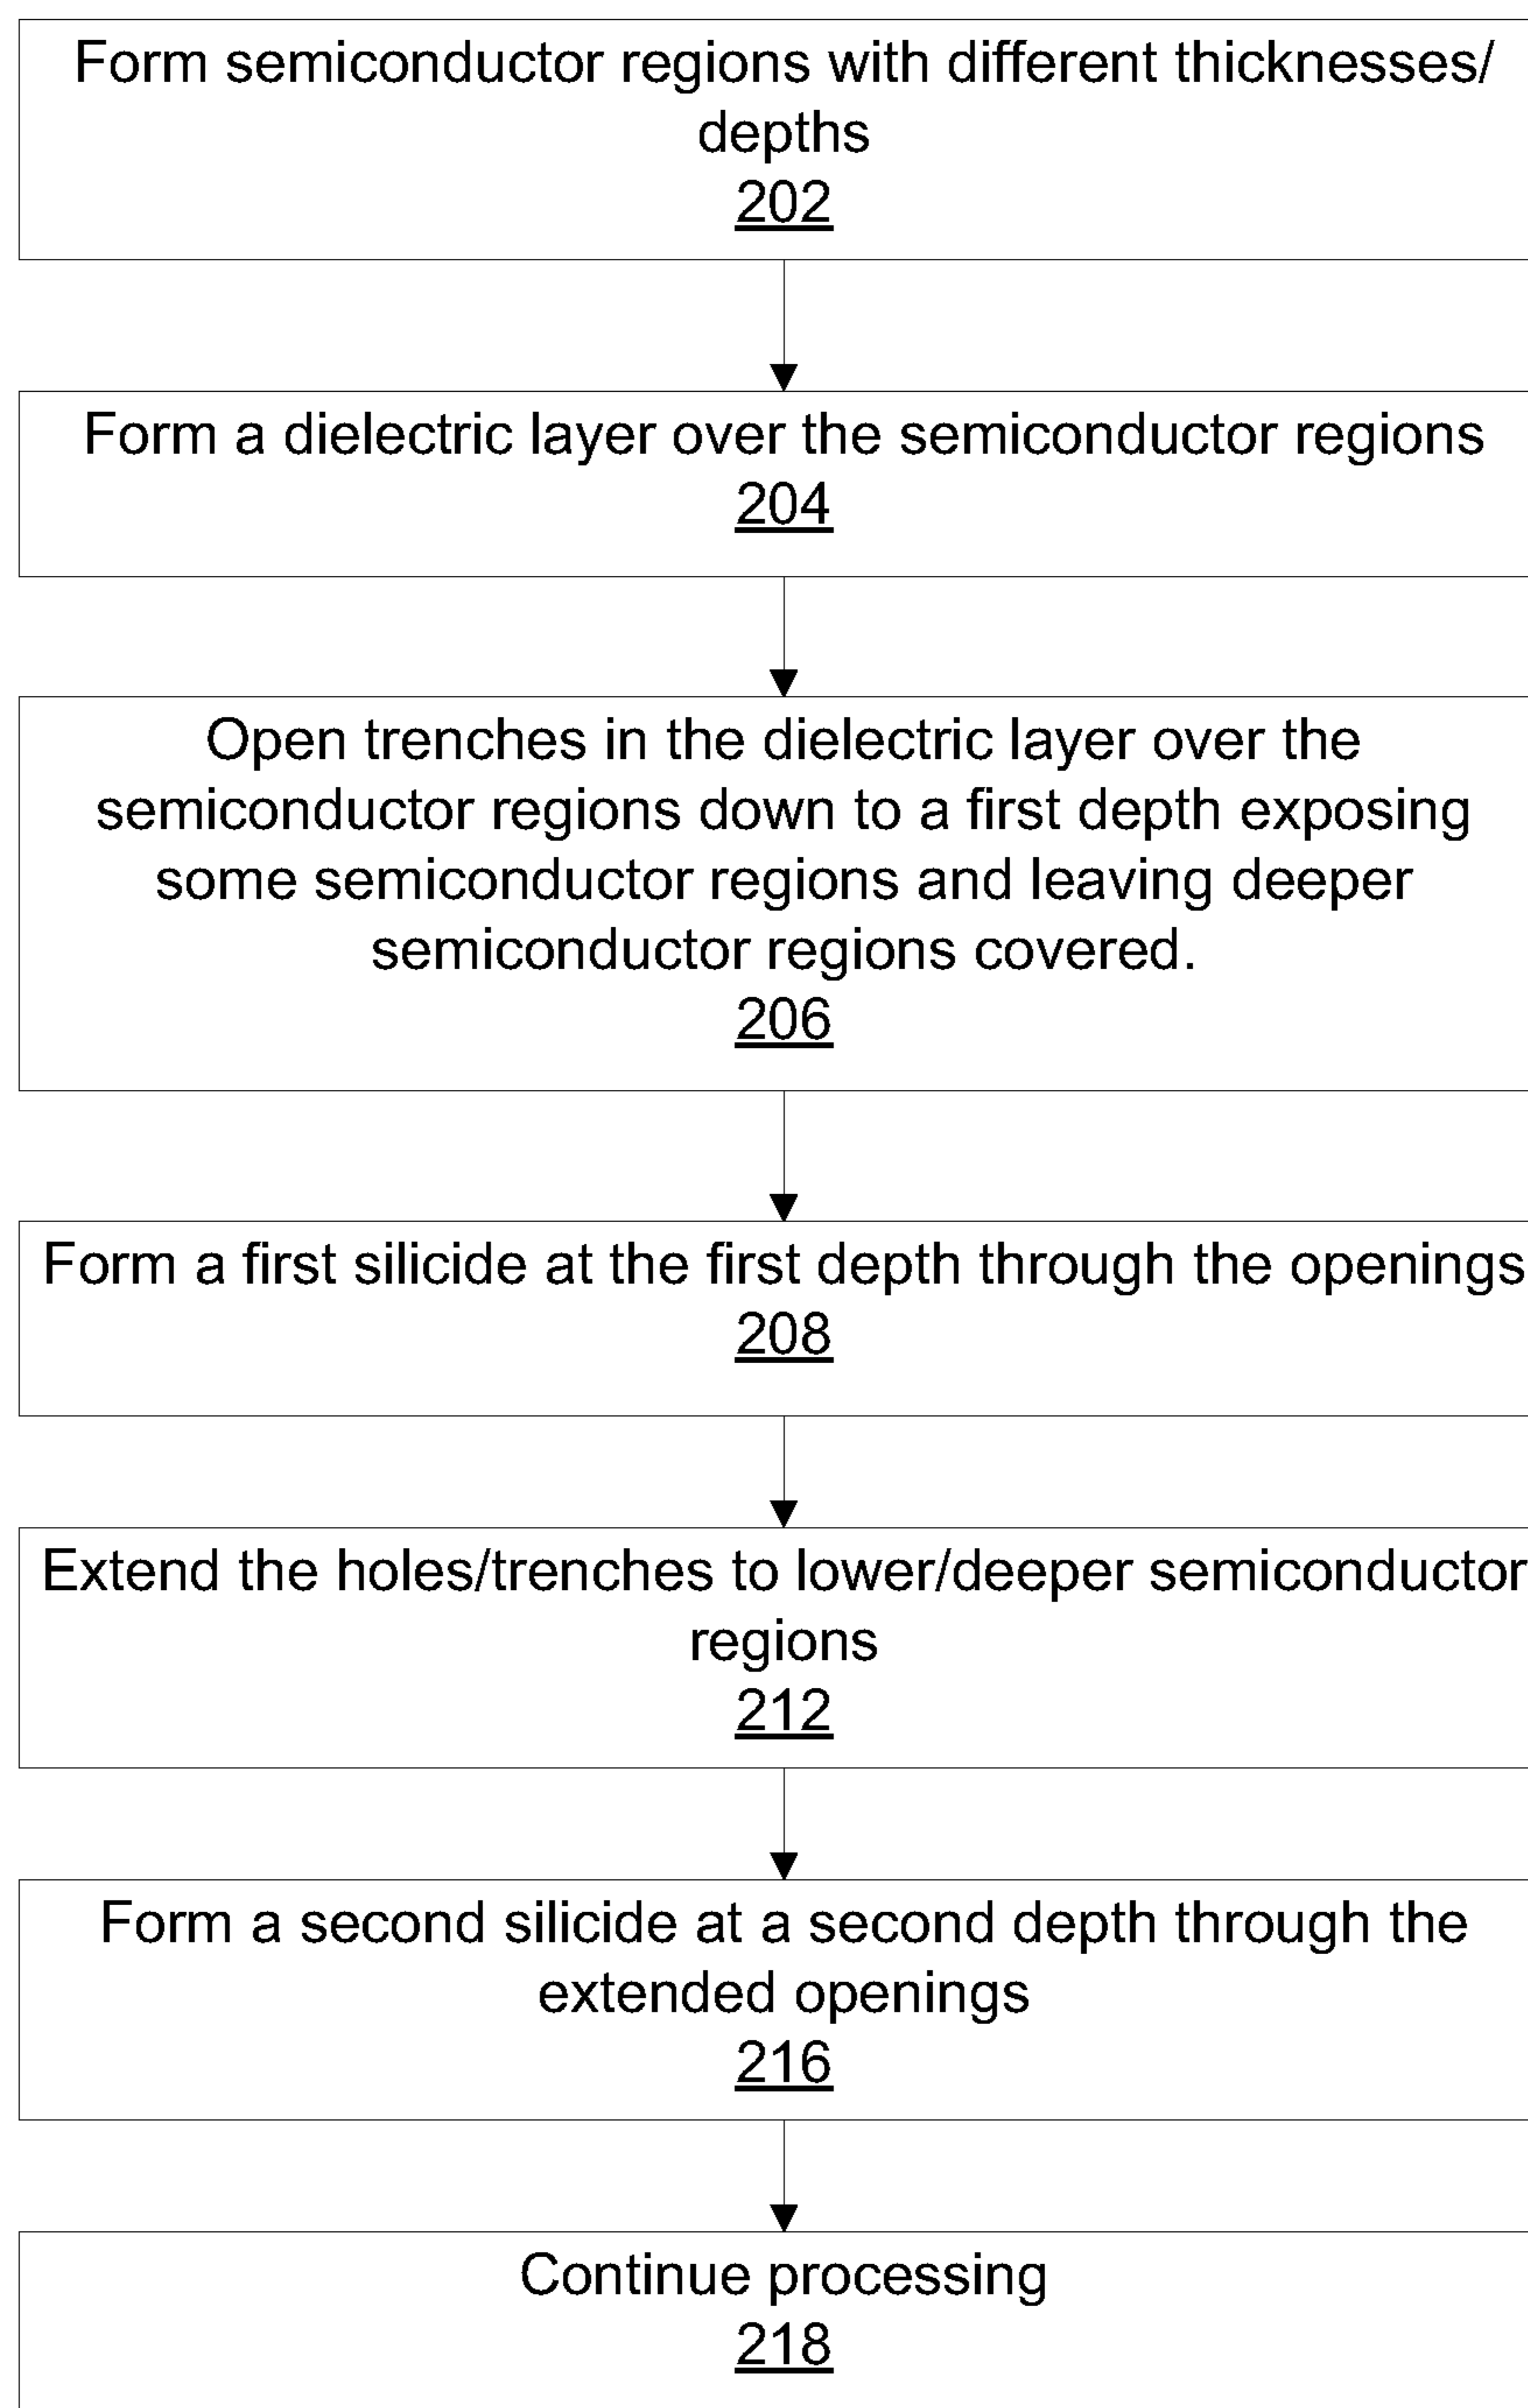 Form semiconductor regions with different thicknesses/
depths
202
Form a dielectric layer over the semiconductor regions
204
Open trenches in the dielectric layer over the
semiconductor regions down to a first depth exposing
some semiconductor regions and leaving deeper
semiconductor regions covered.
206
Form a first silicide at the first depth through the openings
208
Extend the holes/trenches to lower/deeper semiconductor
regions
212
Form a second silicide at a second depth through the
extended openings
216
Continue processing
218